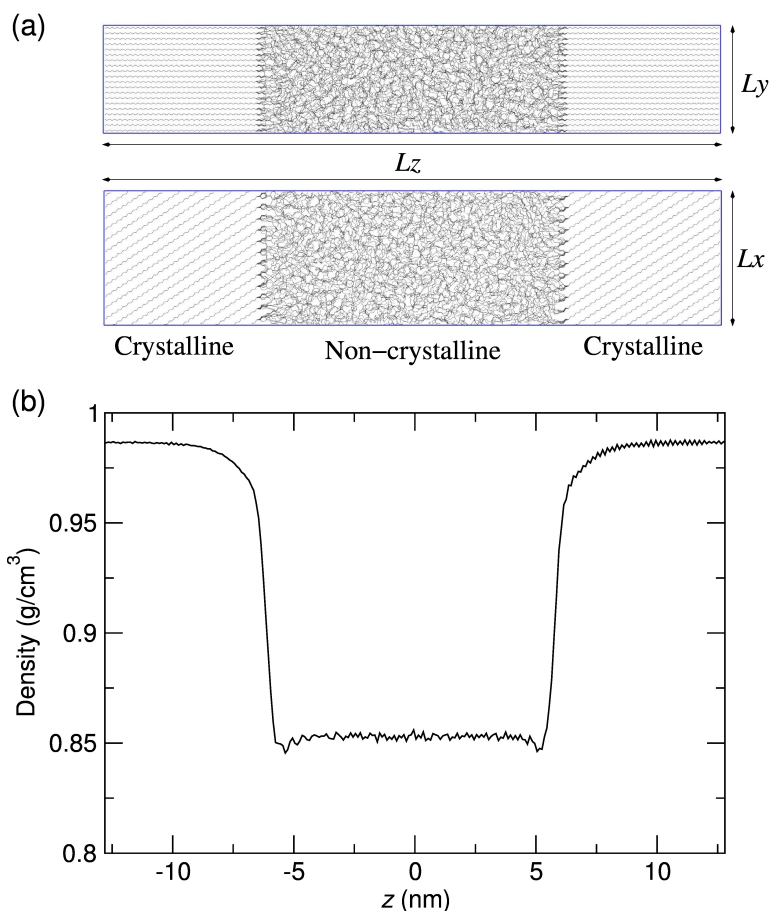 (a)
Ly
Lz
Lx
Crystalline Non−crystalline Crystalline
(b)
1
0.95
0.9
0.85
0.8
Density (g/cm3)
-10 -5 0 5 10
z (nm)